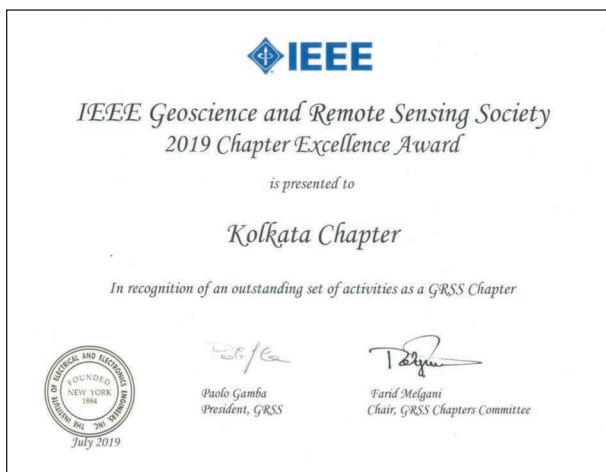 IEEE
IEEE Geoscience and Remote Sensing Society
2019 Chapter Excellence Award
is presented to
Kolkata Chapter
In recognition of an outstanding set of activities as a GRSS Chapter
THE INSTITUTE OF ELECTRICAL AND ELECTRONICS ENGINEERS, INC.
FOUNDED
NEW YORK
1884
July 2019
Paolo Gamba
President, GRSS
Farid Melgani
Chair, GRSS Chapters Committee